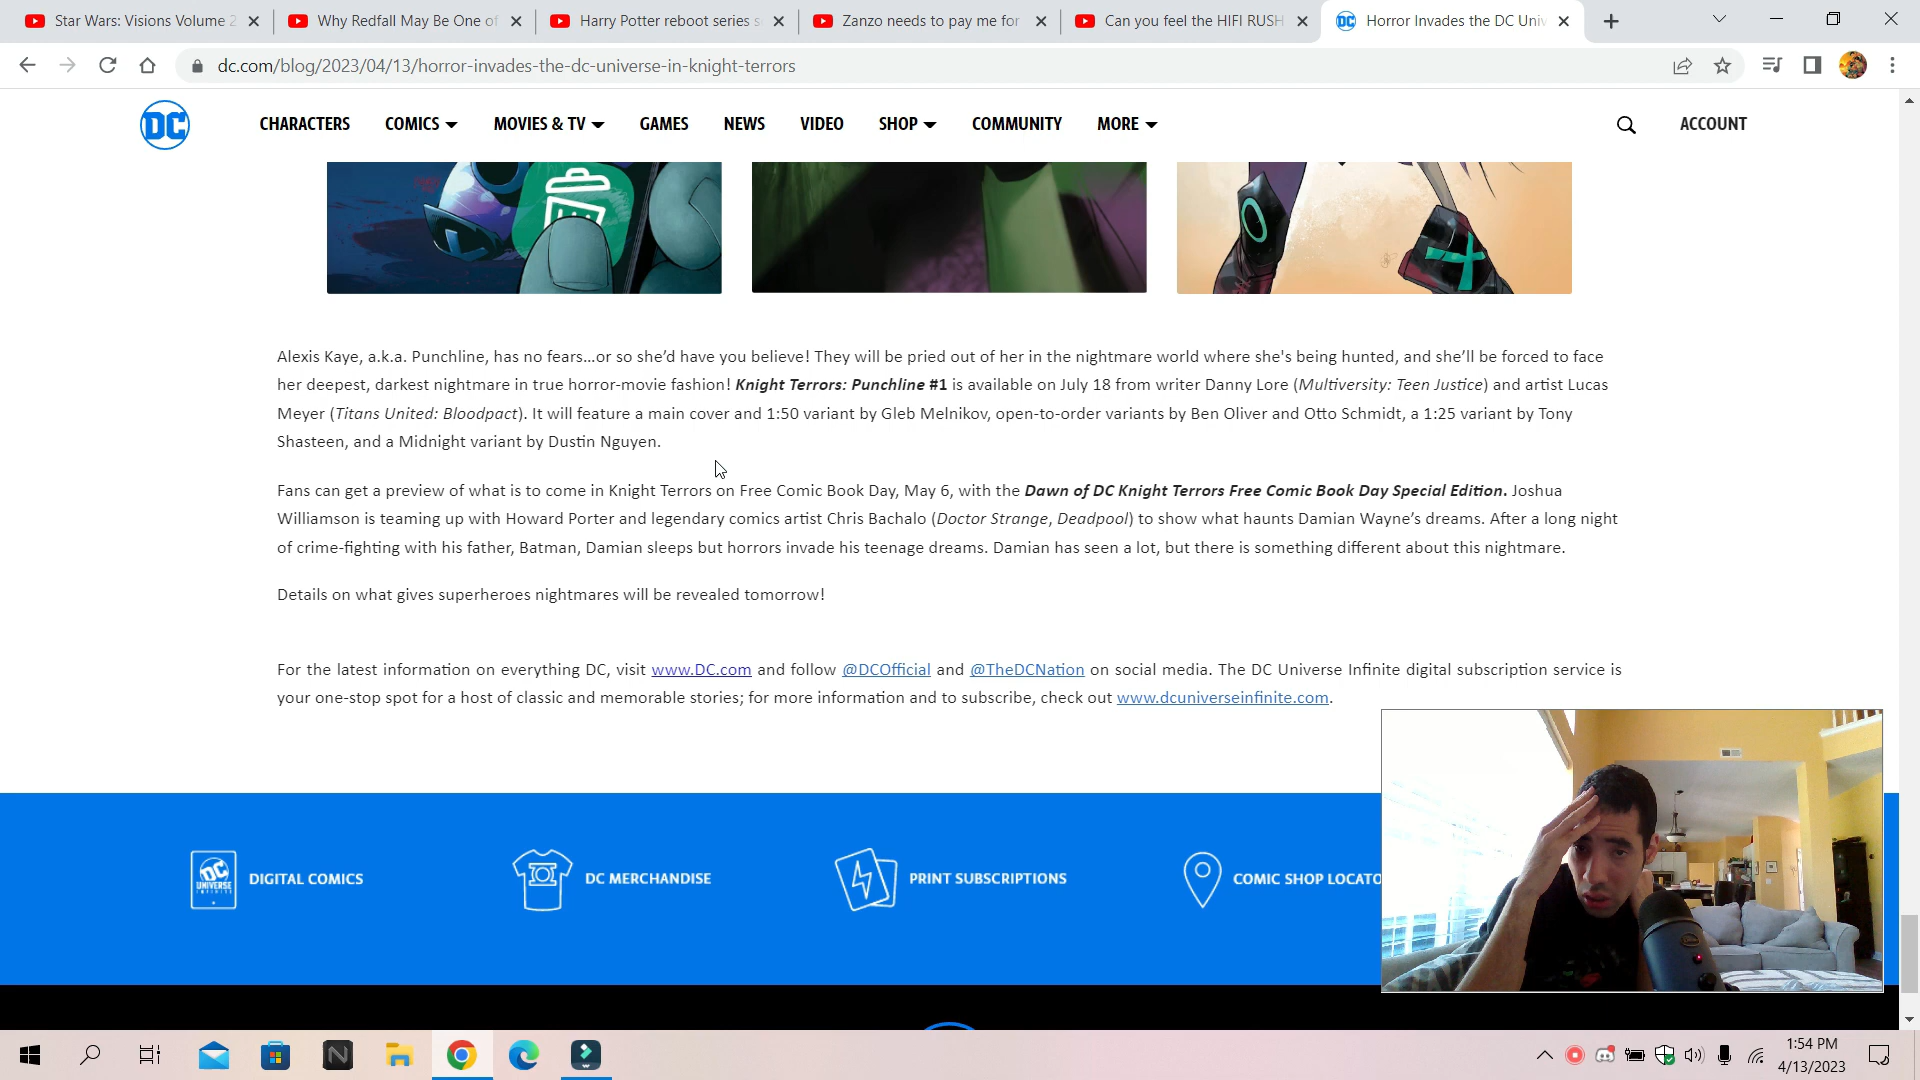 Star Wars: Visions Volume 2
Why Redfall May Be One of
Harry Potter reboot series s
Zanzo needs to pay me for
Can you feel the HIFI RUSH
DC Horror Invades the DC Univ
dc.com/blog/2023/04/13/horror-invades-the-dc-universe-in-knight-terrors
DC CHARACTERS COMICS MOVIES & TV GAMES NEWS VIDEO SHOP COMMUNITY MORE ACCOUNT
Alexis Kaye, a.k.a. Punchline, has no fears…or so she’d have you believe! They will be pried out of her in the nightmare world where she's being hunted, and she’ll be forced to face
her deepest, darkest nightmare in true horror-movie fashion! Knight Terrors: Punchline #1 is available on July 18 from writer Danny Lore (Multiversity: Teen Justice) and artist Lucas
Meyer (Titans United: Bloodpact). It will feature a main cover and 1:50 variant by Gleb Melnikov, open-to-order variants by Ben Oliver and Otto Schmidt, a 1:25 variant by Tony
Shasteen, and a Midnight variant by Dustin Nguyen.
Fans can get a preview of what is to come in Knight Terrors on Free Comic Book Day, May 6, with the Dawn of DC Knight Terrors Free Comic Book Day Special Edition. Joshua
Williamson is teaming up with Howard Porter and legendary comics artist Chris Bachalo (Doctor Strange, Deadpool) to show what haunts Damian Wayne’s dreams. After a long night
of crime-fighting with his father, Batman, Damian sleeps but horrors invade his teenage dreams. Damian has seen a lot, but there is something different about this nightmare.
Details on what gives superheroes nightmares will be revealed tomorrow!
For the latest information on everything DC, visit www.DC.com and follow @DCOfficial and @TheDCNation on social media. The DC Universe Infinite digital subscription service is
your one-stop spot for a host of classic and memorable stories; for more information and to subscribe, check out www.dcuniverseinfinite.com.
DC UNIVERSE INFINITE
DIGITAL COMICS
DC MERCHANDISE
PRINT SUBSCRIPTIONS
COMIC SHOP LOCATO
1:54 PM
4/13/2023